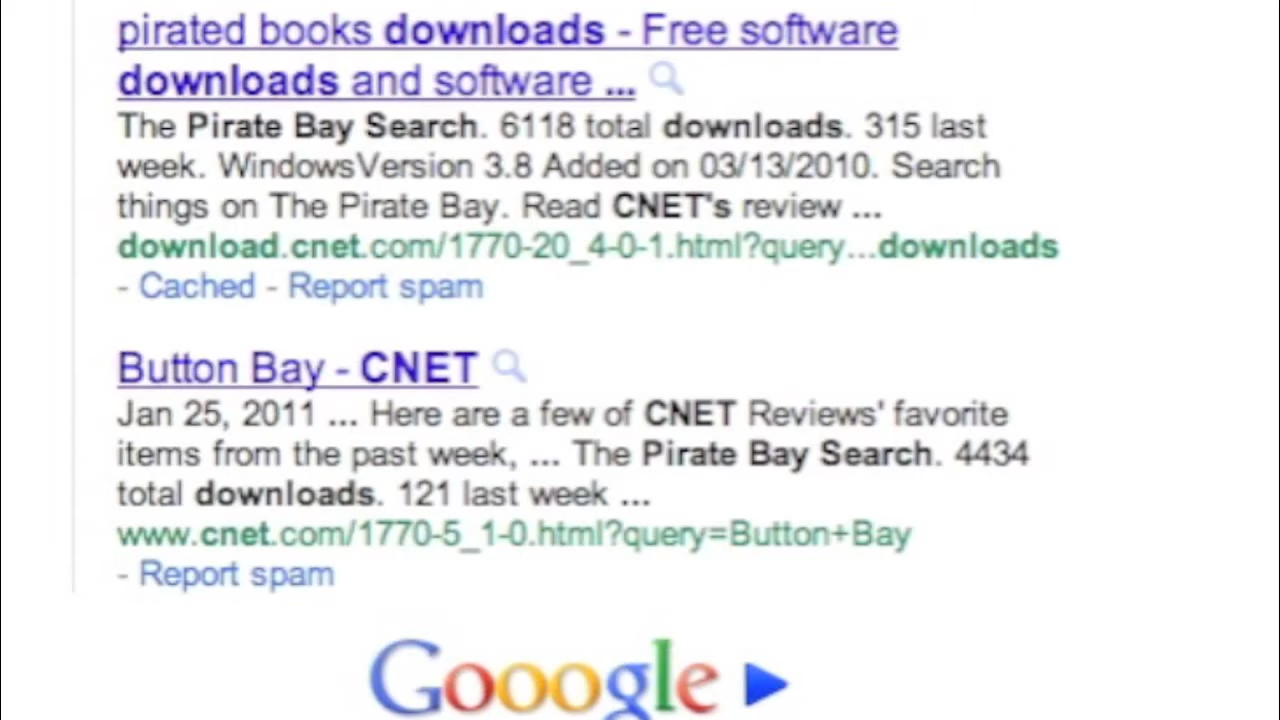 pirated books downloads - Free software
downloads and software ...
The Pirate Bay Search. 6118 total downloads. 315 last
week. WindowsVersion 3.8 Added on 03/13/2010. Search
things on The Pirate Bay. Read CNET's review ...
download.cnet.com/1770-20_4-0-1.html?query...downloads
- Cached - Report spam
Button Bay - CNET
Jan 25, 2011 ... Here are a few of CNET Reviews' favorite
items from the past week, ... The Pirate Bay Search. 4434
total downloads. 121 last week ...
www.cnet.com/1770-5_1-0.html?query=Button+Bay
- Report spam
Gooogle